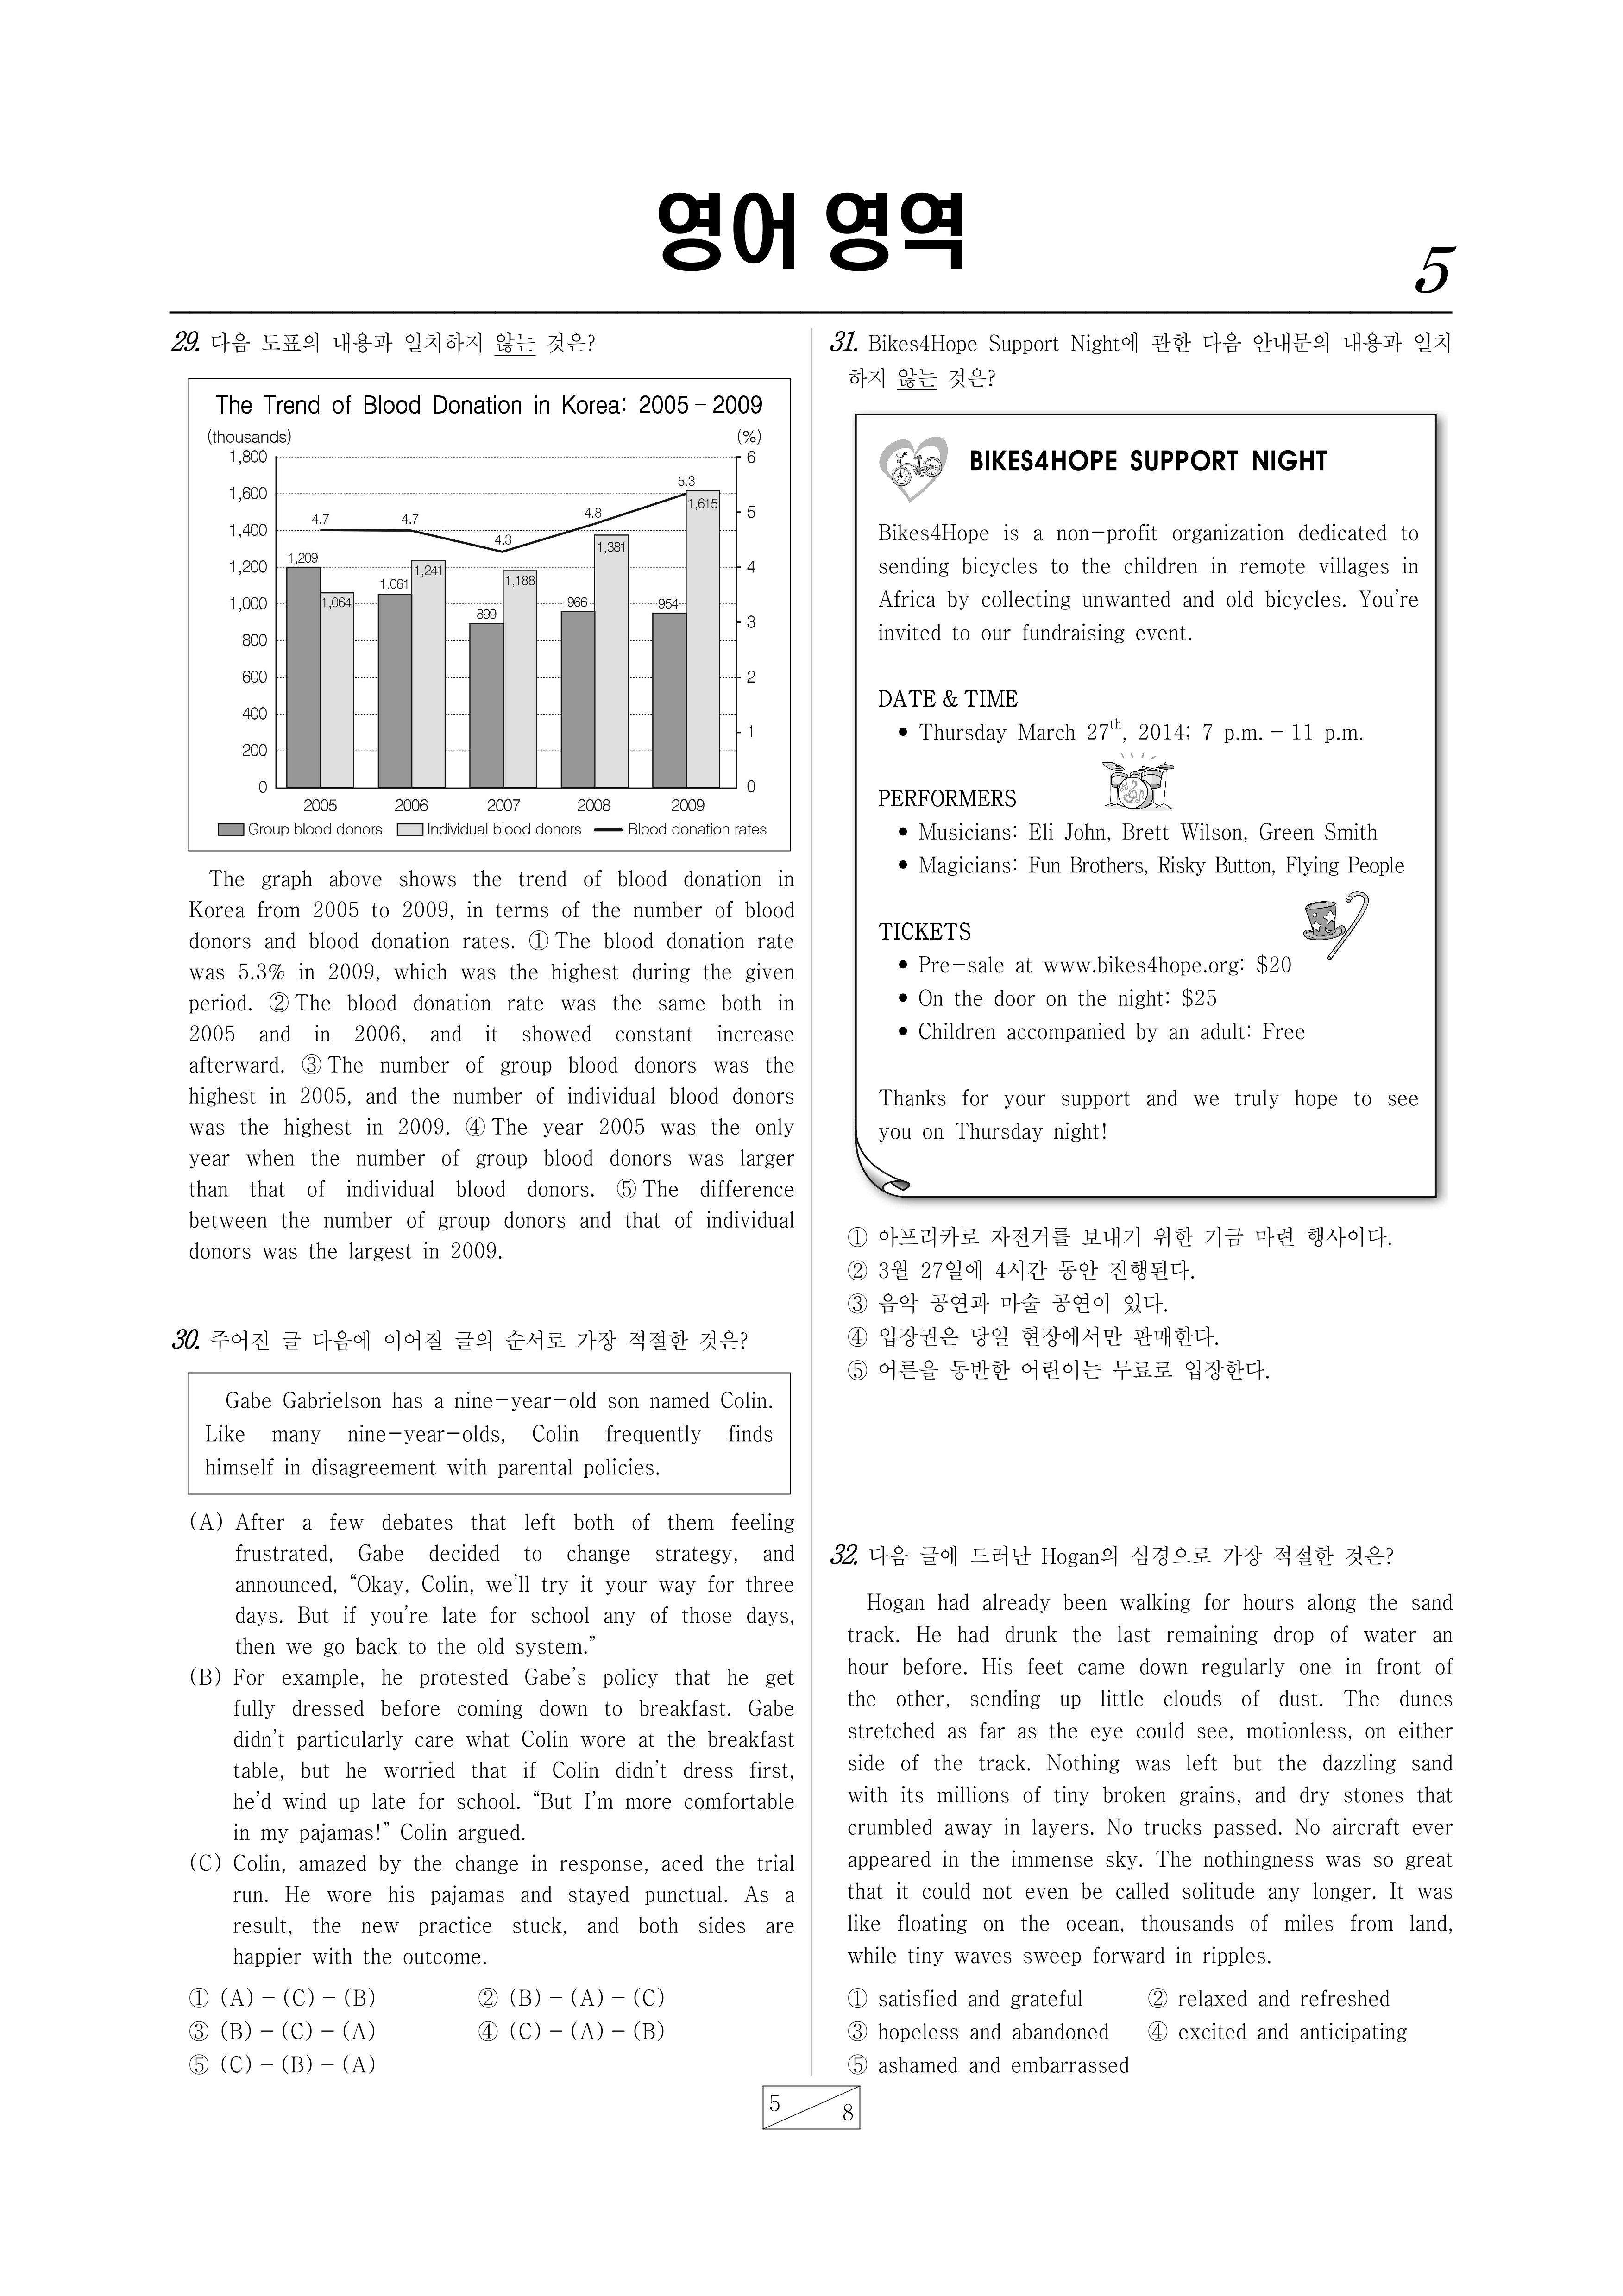 영어 영역
5
29. 다음 도표의 내용과 일치하지 않는 것은?
The Trend of Blood Donation in Korea: 2005-2009
(thousands)
(%)
1,800
1,600
1,400
1,200
1,000
800
600
400
200
0
6
5
4
3
2
1
0
4.7
4.7
4.3
4.8
5.3
1,209
1,064
1,061
1,241
899
1,188
966
1,381
954
1,615
2005 2006 2007 2008 2009
Group blood donors Individual blood donors Blood donation rates
The graph above shows the trend of blood donation in
Korea from 2005 to 2009, in terms of the number of blood
donors and blood donation rates. ① The blood donation rate
was 5.3% in 2009, which was the highest during the given
period. ② The blood donation rate was the same both in
2005 and in 2006, and it showed constant increase
afterward. ③ The number of group blood donors was the
highest in 2005, and the number of individual blood donors
was the highest in 2009. ④ The year 2005 was the only
year when the number of group blood donors was larger
than that of individual blood donors. ⑤ The difference
between the number of group donors and that of individual
donors was the largest in 2009.
30. 주어진 글 다음에 이어질 글의 순서로 가장 적절한 것은?
Gabe Gabrielson has a nine-year-old son named Colin.
Like many nine-year-olds, Colin frequently finds
himself in disagreement with parental policies.
(A) After a few debates that left both of them feeling
frustrated, Gabe decided to change strategy, and
announced, “Okay, Colin, we’ll try it your way for three
days. But if you’re late for school any of those days,
then we go back to the old system.”
(B) For example, he protested Gabe’s policy that he get
fully dressed before coming down to breakfast. Gabe
didn’t particularly care what Colin wore at the breakfast
table, but he worried that if Colin didn’t dress first,
he’d wind up late for school. “But I’m more comfortable
in my pajamas!” Colin argued.
(C) Colin, amazed by the change in response, aced the trial
run. He wore his pajamas and stayed punctual. As a
result, the new practice stuck, and both sides are
happier with the outcome.
① (A)-(C)-(B) ② (B)-(A)-(C)
③ (B)-(C)-(A) ④ (C)-(A)-(B)
⑤ (C)-(B)-(A)
31. Bikes4Hope Support Night에 관한 다음 안내문의 내용과 일치
하지 않는 것은?
BIKES4HOPE SUPPORT NIGHT
Bikes4Hope is a non-profit organization dedicated to
sending bicycles to the children in remote villages in
Africa by collecting unwanted and old bicycles. You’re
invited to our fundraising event.
DATE & TIME
• Thursday March 27th, 2014; 7 p.m. - 11 p.m.
PERFORMERS
• Musicians: Eli John, Brett Wilson, Green Smith
• Magicians: Fun Brothers, Risky Button, Flying People
TICKETS
• Pre-sale at www.bikes4hope.org: $20
• On the door on the night: $25
• Children accompanied by an adult: Free
Thanks for your support and we truly hope to see
you on Thursday night!
① 아프리카로 자전거를 보내기 위한 기금 마련 행사이다.
② 3월 27일에 4시간 동안 진행된다.
③ 음악 공연과 마술 공연이 있다.
④ 입장권은 당일 현장에서만 판매한다.
⑤ 어른을 동반한 어린이는 무료로 입장한다.
32. 다음 글에 드러난 Hogan의 심경으로 가장 적절한 것은?
Hogan had already been walking for hours along the sand
track. He had drunk the last remaining drop of water an
hour before. His feet came down regularly one in front of
the other, sending up little clouds of dust. The dunes
stretched as far as the eye could see, motionless, on either
side of the track. Nothing was left but the dazzling sand
with its millions of tiny broken grains, and dry stones that
crumbled away in layers. No trucks passed. No aircraft ever
appeared in the immense sky. The nothingness was so great
that it could not even be called solitude any longer. It was
like floating on the ocean, thousands of miles from land,
while tiny waves sweep forward in ripples.
① satisfied and grateful ② relaxed and refreshed
③ hopeless and abandoned ④ excited and anticipating
⑤ ashamed and embarrassed
5
8